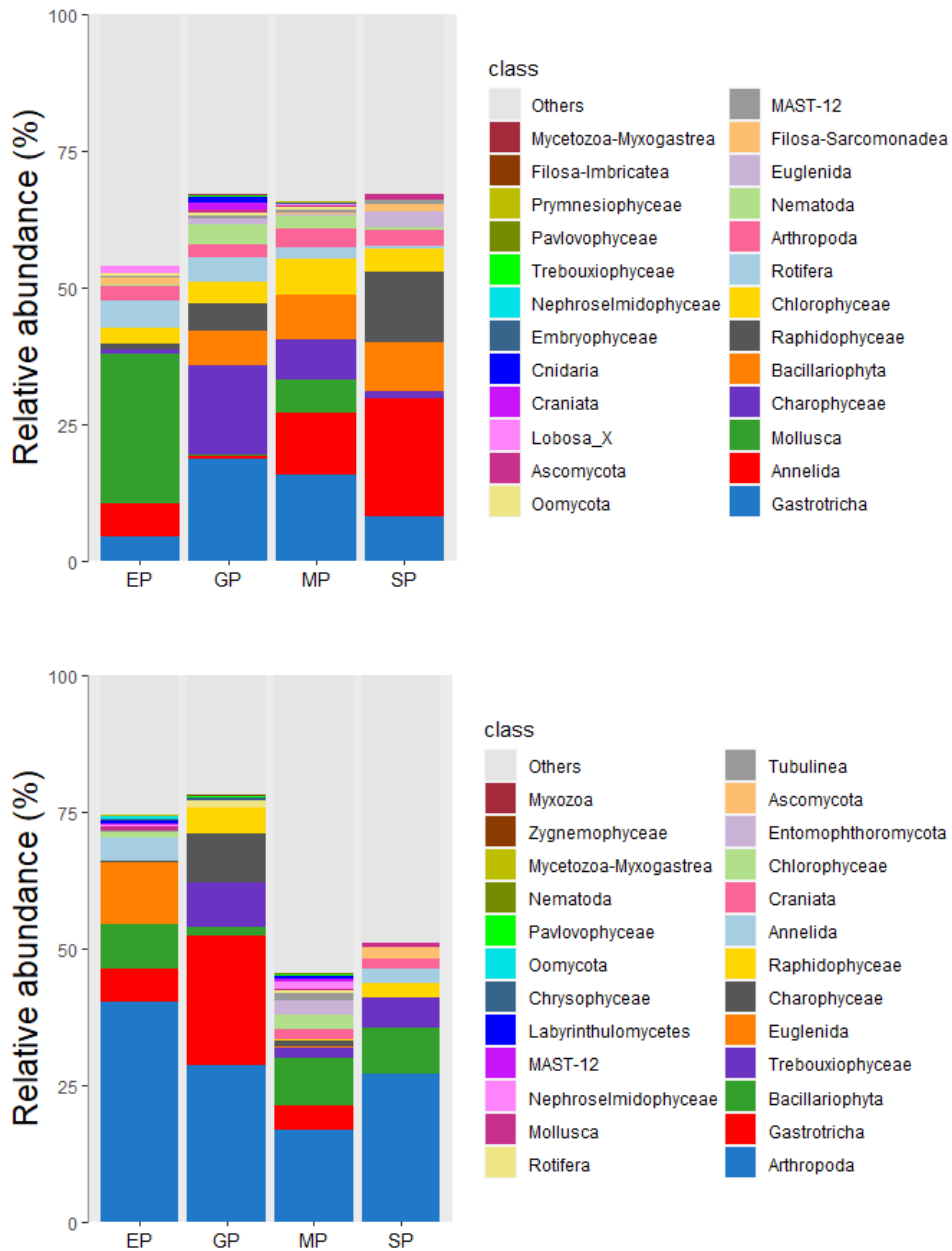 100
75
50
25
0
Relative abundance (%)
EP GP MP SP
class
Others MAST-12
Mycetozoa-Myxogastrea Filosa-Sarcomonadea
Filosa-Imbricatea Euglenida
Prymnesiophyceae Nematoda
Pavlovophyceae Arthropoda
Trebouxiophyceae Rotifera
Nephroselmidophyceae Chlorophyceae
Embryophyceae Raphidophyceae
Cnidaria Bacillariophyta
Craniata Charophyceae
Lobosa_X Mollusca
Ascomycota Annelida
Oomycota Gastrotricha
100
75
50
25
0
Relative abundance (%)
EP GP MP SP
class
Others Tubulinea
Myxozoa Ascomycota
Zygnemophyceae Entomophthoromycota
Mycetozoa-Myxogastrea Chlorophyceae
Nematoda Craniata
Pavlovophyceae Annelida
Oomycota Raphidophyceae
Chrysophyceae Charophyceae
Labyrinthulomycetes Euglenida
MAST-12 Trebouxiophyceae
Nephroselmidophyceae Bacillariophyta
Mollusca Gastrotricha
Rotifera Arthropoda